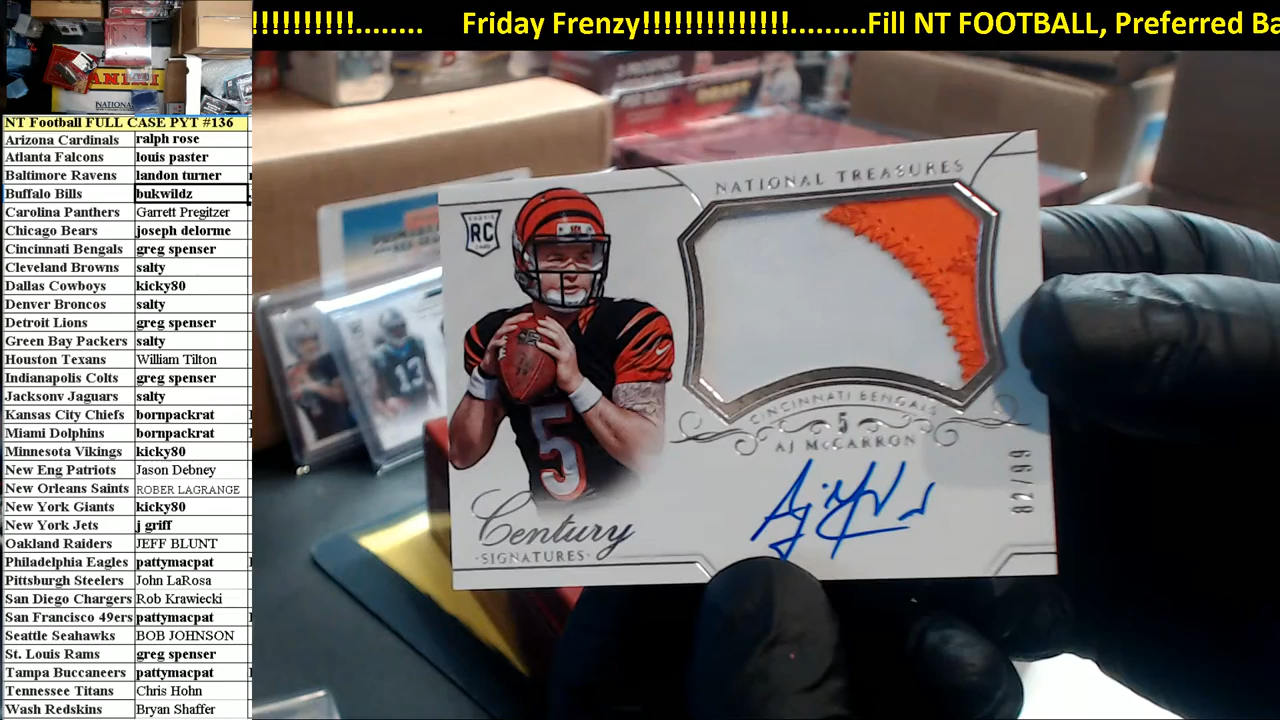 !!!!!!!!!!........ Friday Frenzy!!!!!!!!!!!!!!.........Fill NT FOOTBALL, Preferred Ba
PANINI
NATIONAL
NT Football FULL CASE PYT #136
Arizona Cardinals ralph rose
Atlanta Falcons louis paster
Baltimore Ravens landon turner
Buffalo Bills bukwildz
Carolina Panthers Garrett Pregitzer
Chicago Bears joseph delorme
Cincinnati Bengals greg spenser
Cleveland Browns salty
Dallas Cowboys kicky80
Denver Broncos salty
Detroit Lions greg spenser
Green Bay Packers salty
Houston Texans William Tilton
Indianapolis Colts greg spenser
Jacksonv Jaguars salty
Kansas City Chiefs bornpackrat
Miami Dolphins bornpackrat
Minnesota Vikings kicky80
New Eng Patriots Jason Debney
New Orleans Saints ROBER LAGRANGE
New York Giants kicky80
New York Jets j griff
Oakland Raiders JEFF BLUNT
Philadelphia Eagles pattymacpat
Pittsburgh Steelers John LaRosa
San Diego Chargers Rob Krawiecki
San Francisco 49ers pattymacpat
Seattle Seahawks BOB JOHNSON
St. Louis Rams greg spenser
Tampa Buccaneers pattymacpat
Tennessee Titans Chris Hohn
Wash Redskins Bryan Shaffer
NATIONAL TREASURES
RC
5
13
CINCINNATI BENGALS
5
AJ McCARRON
82/99
Century
SIGNATURES